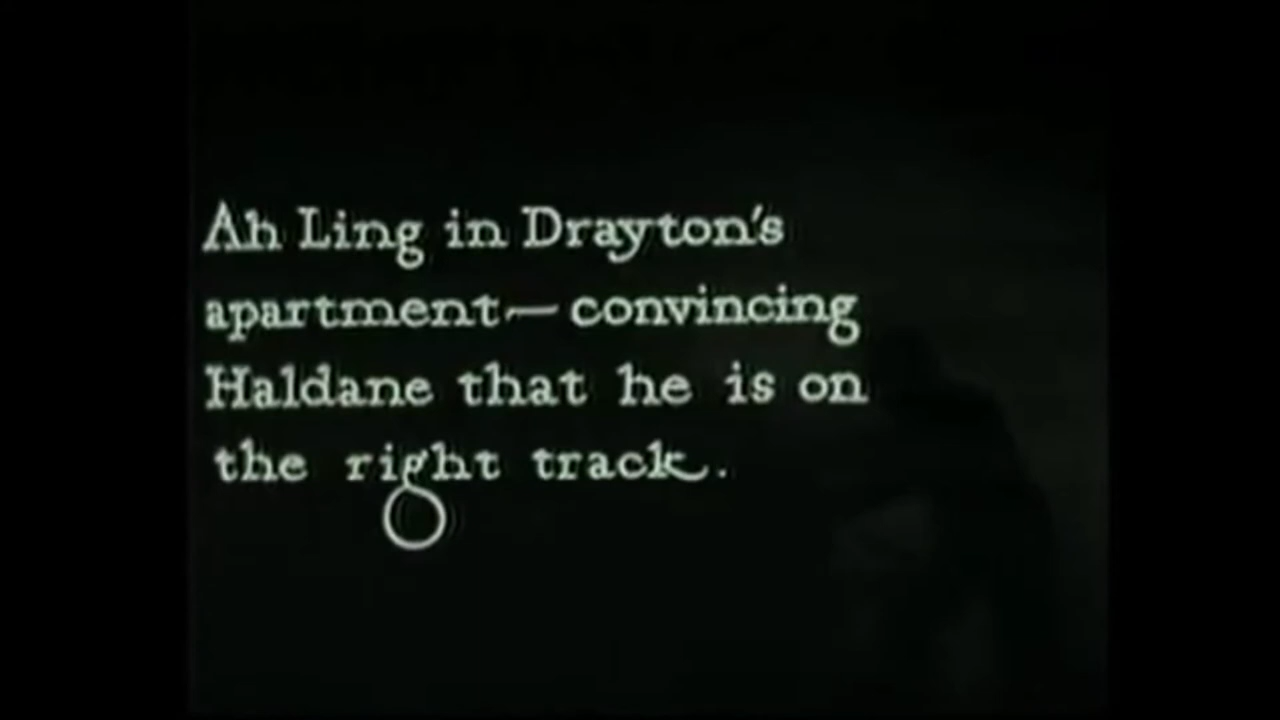 Ah Ling in Drayton's
apartment—convincing
Haldane that he is on
the right track.